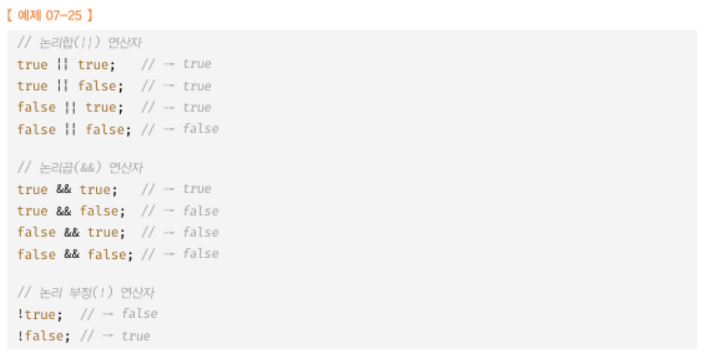 【 예제 07-25 】
// 논리합(||) 연산자
true || true;   // → true
true || false;  // → true
false || true;  // → true
false || false; // → false
// 논리곱(&&) 연산자
true && true;   // → true
true && false;  // → false
false && true;  // → false
false && false; // → false
// 논리 부정(!) 연산자
!true;  // → false
!false; // → true